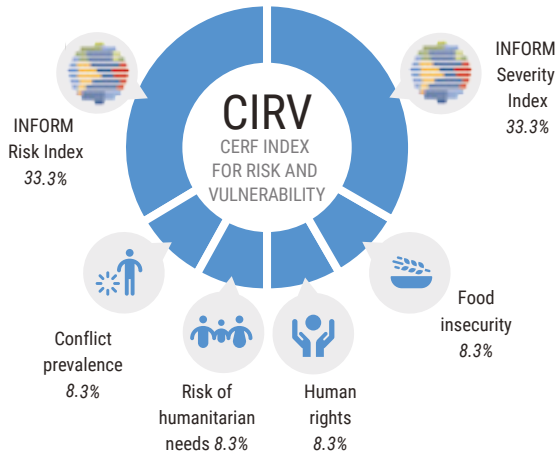 CIRV
CERF INDEX
FOR RISK AND
VULNERABILITY
INFORM
Risk Index
33.3%
INFORM
Severity
Index
33.3%
Conflict
prevalence
8.3%
Risk of
humanitarian
needs 8.3%
Human
rights
8.3%
Food
insecurity
8.3%